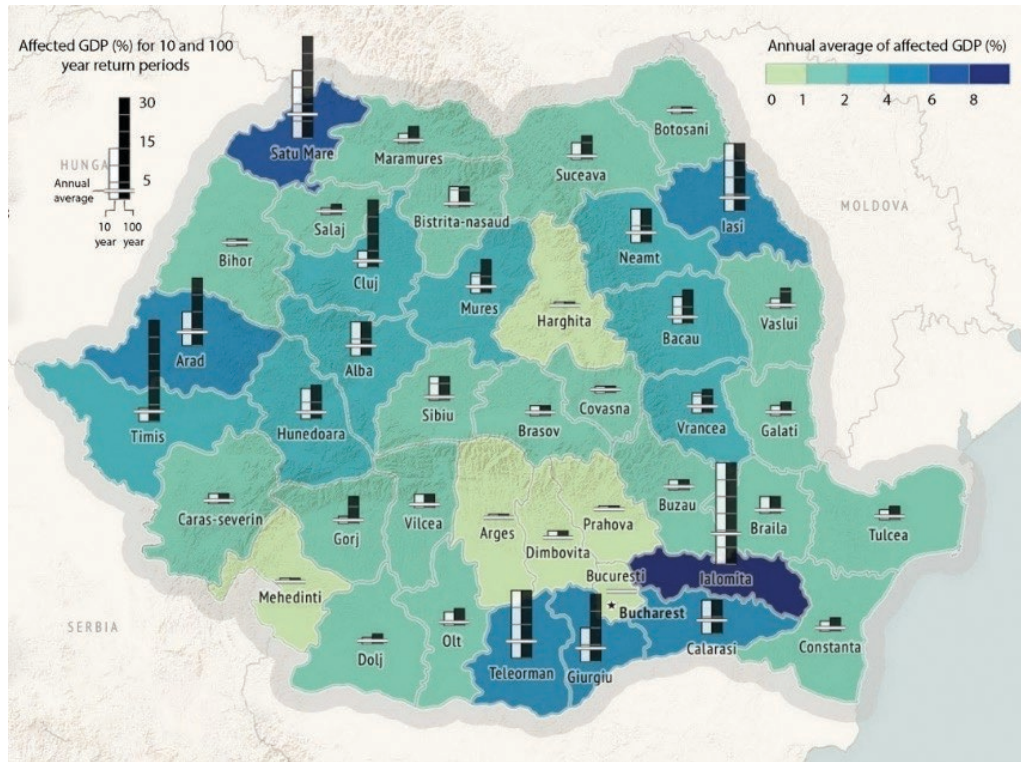 Affected GDP (%) for 10 and 100
year return periods
30
15
5
Annual
average
10
year
100
year
Annual average of affected GDP (%)
0 1 2 4 6 8
HUNGA
MOLDOVA
SERBIA
Satu Mare
Maramures
Suceava
Botosani
Iasi
Salaj
Bistrita-nasaud
Neamt
Bihor
Cluj
Mures
Harghita
Bacau
Vaslui
Arad
Alba
Timis
Hunedoara
Sibiu
Brasov
Covasna
Vrancea
Galati
Caras-severin
Gorj
Vilcea
Arges
Dimbovita
Prahova
Buzau
Braila
Tulcea
Mehedinti
Bucuresti
Ialomita
Bucharest
Dolj
Olt
Teleorman
Giurgiu
Calarasi
Constanta